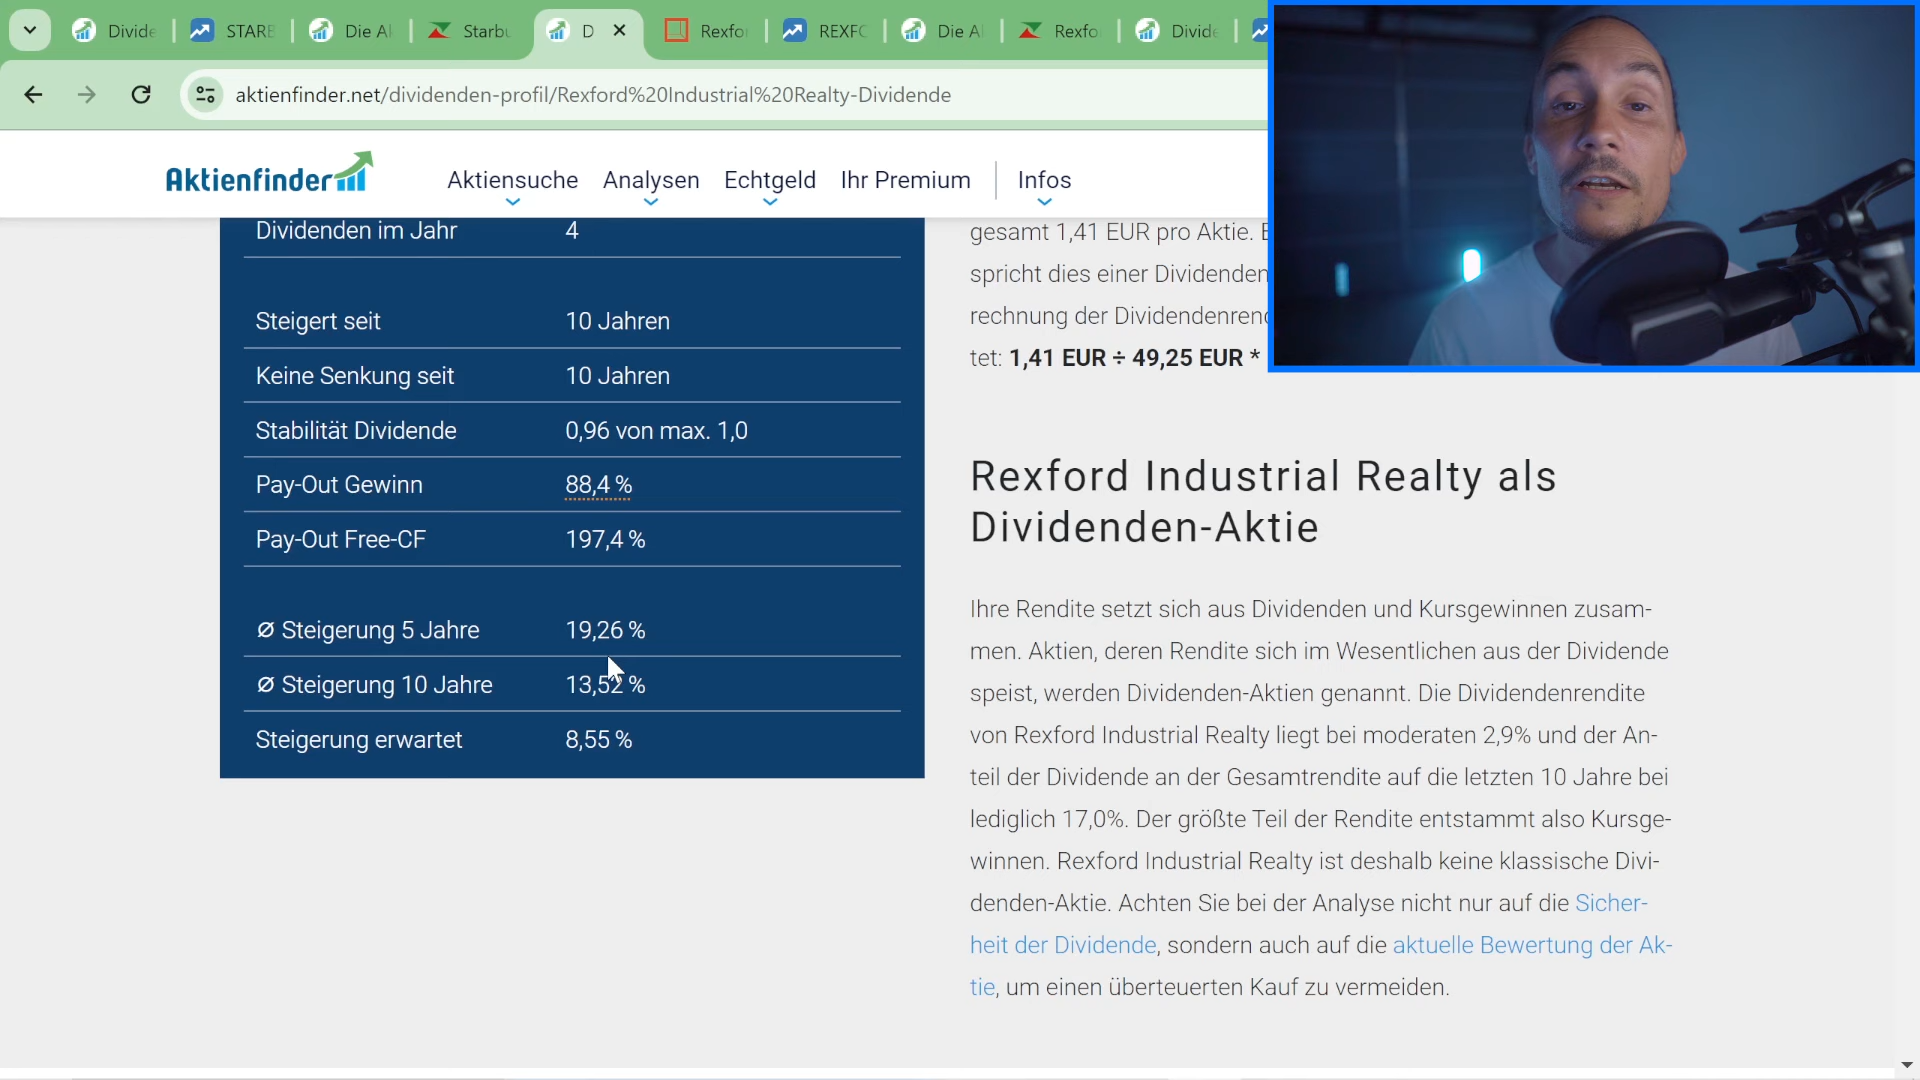 Divide
STARB
Die Al
Starbu
D
Rexfor
REXFO
Die Al
Rexfo
Divide
aktienfinder.net/dividenden-profil/Rexford%20Industrial%20Realty-Dividende
Aktienfinder
Aktiensuche
Analysen
Echtgeld
Ihr Premium
Infos
Dividenden im Jahr 4
Steigert seit 10 Jahren
Keine Senkung seit 10 Jahren
Stabilität Dividende 0,96 von max. 1,0
Pay-Out Gewinn 88,4 %
Pay-Out Free-CF 197,4 %
Ø Steigerung 5 Jahre 19,26 %
Ø Steigerung 10 Jahre 13,52 %
Steigerung erwartet 8,55 %
gesamt 1,41 EUR pro Aktie.
spricht dies einer Dividenden
rechnung der Dividendenrend
tet: 1,41 EUR ÷ 49,25 EUR *
Rexford Industrial Realty als
Dividenden-Aktie
Ihre Rendite setzt sich aus Dividenden und Kursgewinnen zusam-
men. Aktien, deren Rendite sich im Wesentlichen aus der Dividende
speist, werden Dividenden-Aktien genannt. Die Dividendenrendite
von Rexford Industrial Realty liegt bei moderaten 2,9% und der An-
teil der Dividende an der Gesamtrendite auf die letzten 10 Jahre bei
lediglich 17,0%. Der größte Teil der Rendite entstammt also Kursge-
winnen. Rexford Industrial Realty ist deshalb keine klassische Divi-
denden-Aktie. Achten Sie bei der Analyse nicht nur auf die Sicher-
heit der Dividende, sondern auch auf die aktuelle Bewertung der Ak-
tie, um einen überteuerten Kauf zu vermeiden.